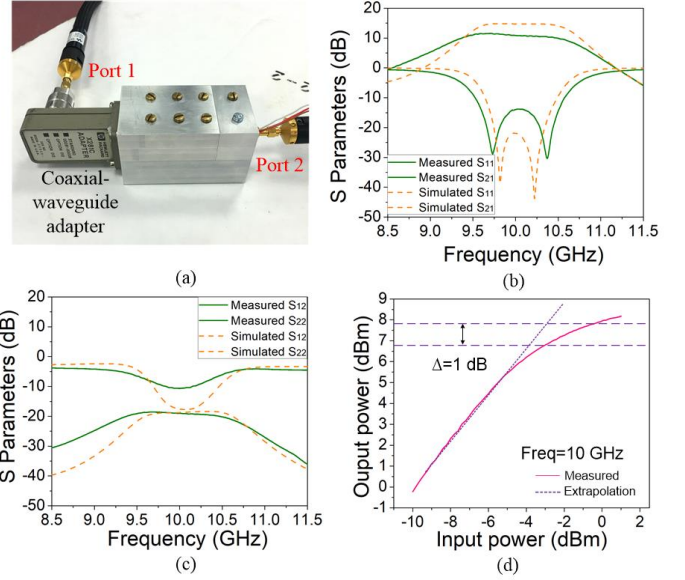 Port 1
Port 2
X281C
ADAPTER
Coaxial-
waveguide
adapter
(a)
S Parameters (dB)
20
10
0
-10
-20
-30
-40
-50
Measured S11
Measured S21
Simulated S11
Simulated S21
8.5 9.0 9.5 10.0 10.5 11.0 11.5
Frequency (GHz)
(b)
S Parameters (dB)
20
10
0
-10
-20
-30
-40
-50
Measured S12
Measured S22
Simulated S12
Simulated S22
8.5 9.0 9.5 10.0 10.5 11.0 11.5
Frequency (GHz)
(c)
Ouput power (dBm)
9
8
7
6
5
4
3
2
1
0
-1
Δ=1 dB
Freq=10 GHz
Measured
Extrapolation
-10 -8 -6 -4 -2 0 2
Input power (dBm)
(d)